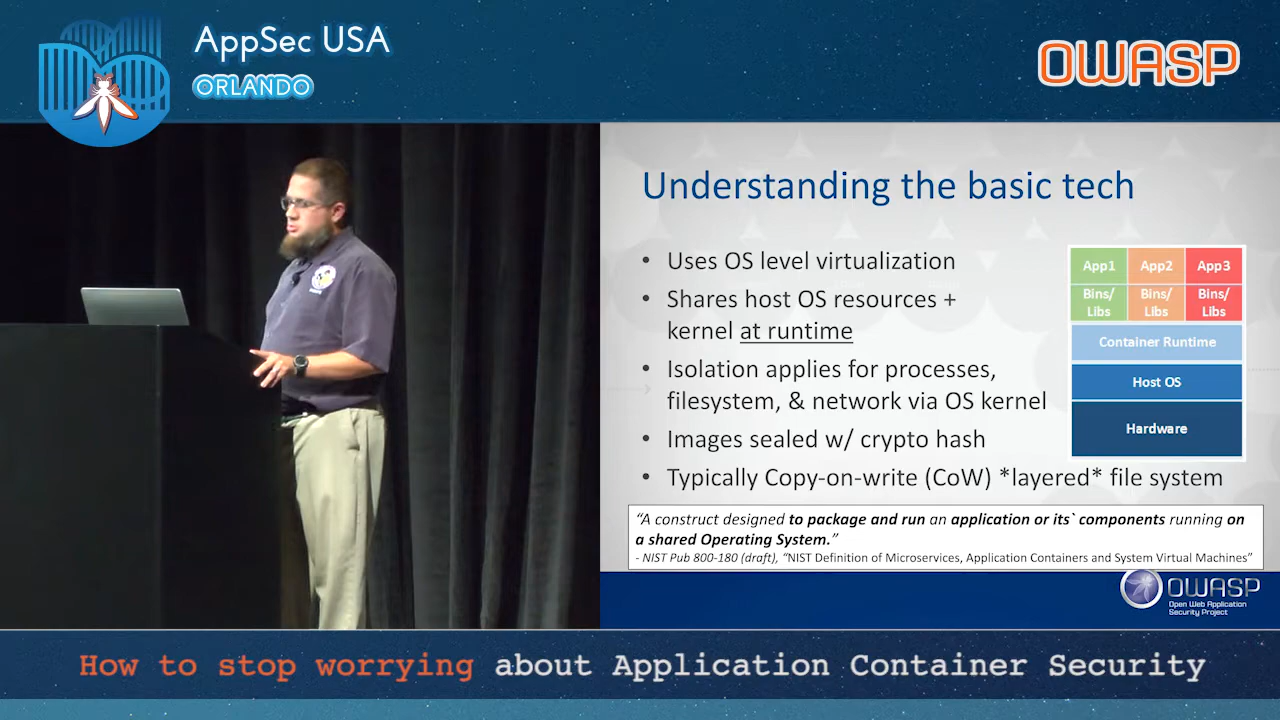 AppSec USA
ORLANDO
OWASP
Understanding the basic tech
• Uses OS level virtualization
• Shares host OS resources +
kernel at runtime
• Isolation applies for processes,
filesystem, & network via OS kernel
• Images sealed w/ crypto hash
• Typically Copy-on-write (CoW) *layered* file system
App1 App2 App3
Bins/ Bins/ Bins/
Libs Libs Libs
Container Runtime
Host OS
Hardware
“A construct designed to package and run an application or its` components running on
a shared Operating System.”
- NIST Pub 800-180 (draft), “NIST Definition of Microservices, Application Containers and System Virtual Machines”
OWASP
Open Web Application
Security Project
How to stop worrying about Application Container Security